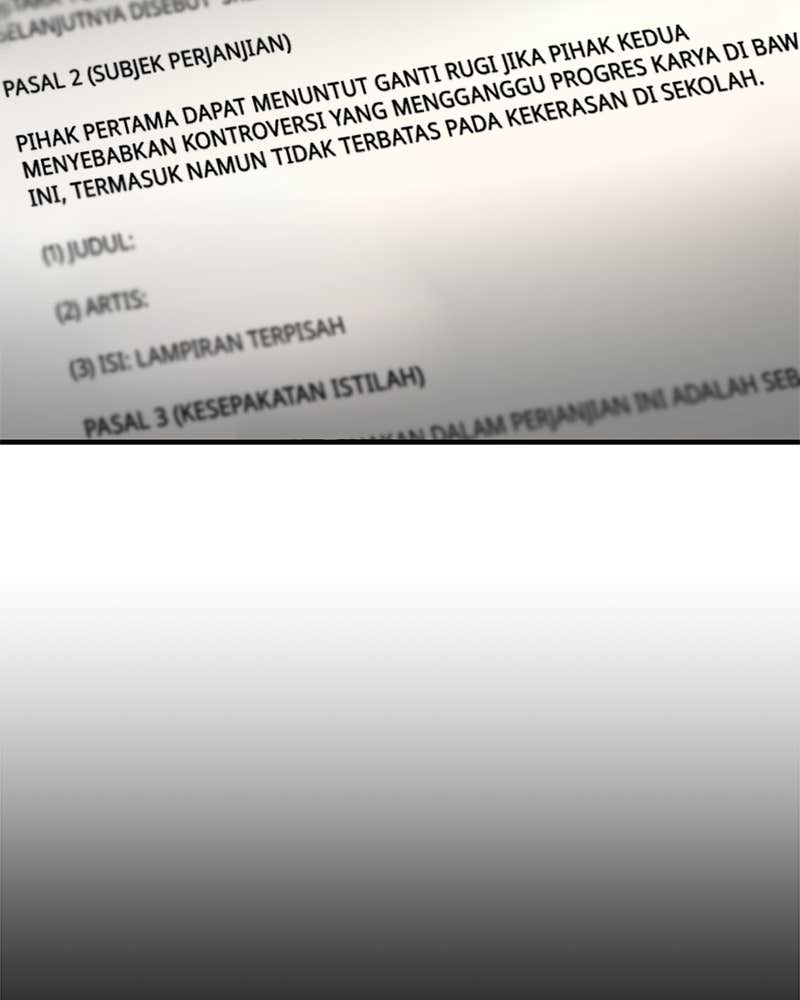 SELANJUTNYA DISEBUT
PASAL 2 (SUBJEK PERJANJIAN)
PIHAK PERTAMA DAPAT MENUNTUT GANTI RUGI JIKA PIHAK KEDUA
MENYEBABKAN KONTROVERSI YANG MENGGANGGU PROGRES KARYA DI BAW
INI, TERMASUK NAMUN TIDAK TERBATAS PADA KEKERASAN DI SEKOLAH.
(1) JUDUL:
(2) ARTIS:
(3) ISI: LAMPIRAN TERPISAH
PASAL 3 (KESEPAKATAN ISTILAH)
DALAM PERJANJIAN INI ADALAH SEB